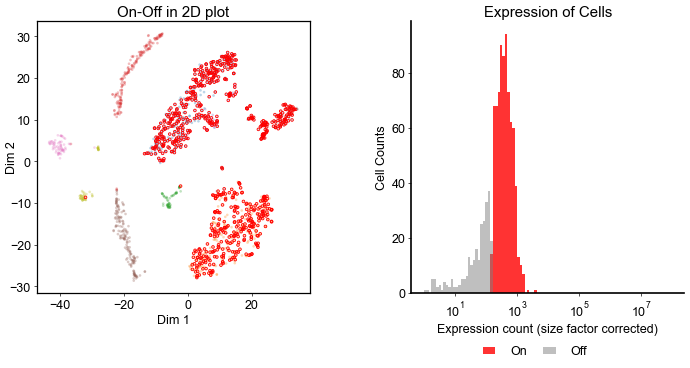 On-Off in 2D plot
30
20
10
0
−10
−20
−30
Dim 2
−40
−20
0
20
Dim 1
Expression of Cells
80
60
40
20
0
Cell Counts
10^1
10^3
10^5
10^7
Expression count (size factor corrected)
On
Off